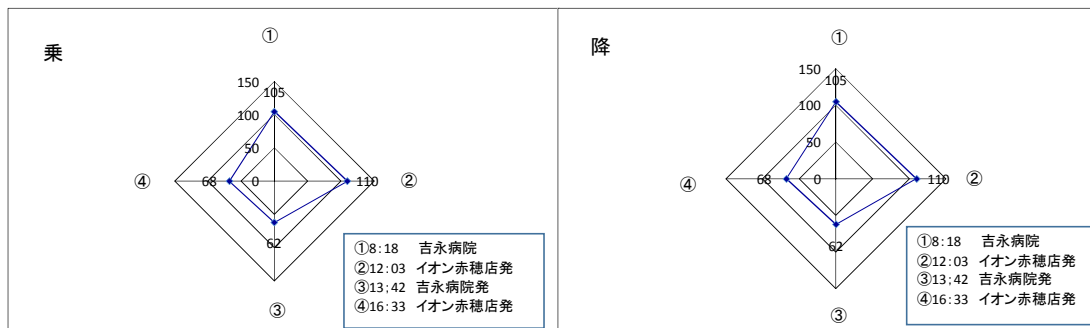 乗
①
150
105
100
50
④
68
0
110
②
62
③
①8:18 吉永病院
②12:03 イオン赤穂店発
③13;42 吉永病院発
④16:33 イオン赤穂店発
降
①
150
105
100
50
④
68
0
110
②
62
③
①8:18 吉永病院
②12:03 イオン赤穂店発
③13;42 吉永病院発
④16:33 イオン赤穂店発